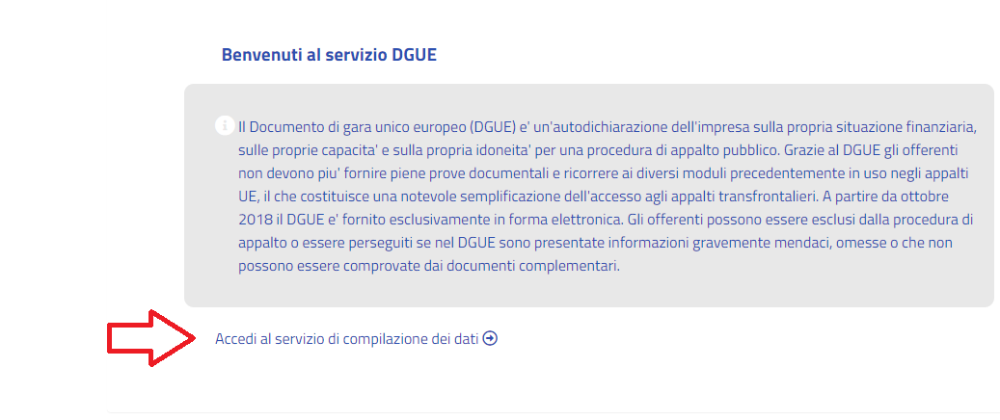 Benvenuti al servizio DGUE
Il Documento di gara unico europeo (DGUE) e' un'autodichiarazione dell'impresa sulla propria situazione finanziaria,
sulle proprie capacita' e sulla propria idoneita' per una procedura di appalto pubblico. Grazie al DGUE gli offerenti
non devono piu' fornire piene prove documentali e ricorrere ai diversi moduli precedentemente in uso negli appalti
UE, il che costituisce una notevole semplificazione dell'accesso agli appalti transfrontalieri. A partire da ottobre
2018 il DGUE e' fornito esclusivamente in forma elettronica. Gli offerenti possono essere esclusi dalla procedura di
appalto o essere perseguiti se nel DGUE sono presentate informazioni gravemente mendaci, omesse o che non
possono essere comprovate dai documenti complementari.
Accedi al servizio di compilazione dei dati